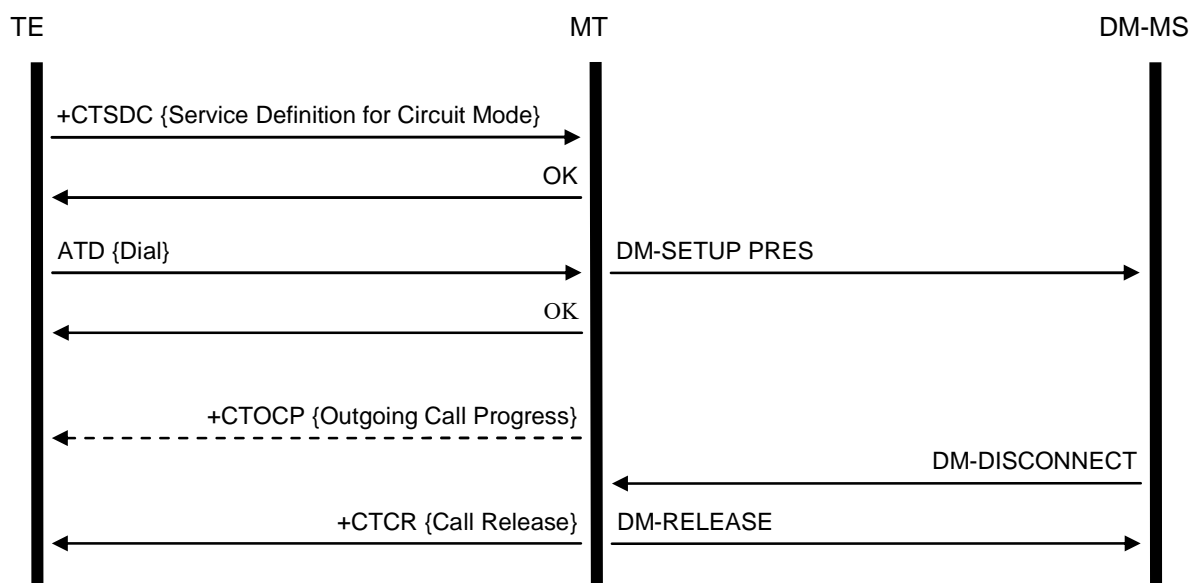 TE
MT
DM-MS
+CTSDC {Service Definition for Circuit Mode}
OK
ATD {Dial}
DM-SETUP PRES
OK
+CTOCP {Outgoing Call Progress}
DM-DISCONNECT
+CTCR {Call Release}
DM-RELEASE